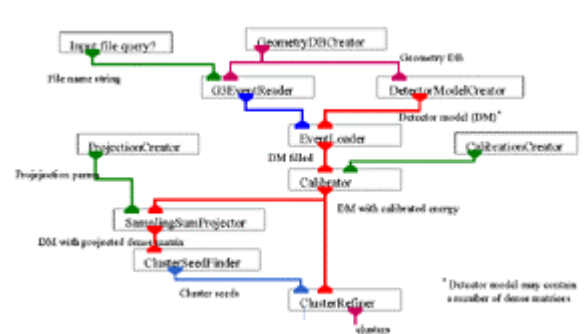 Input file query?
GeometryDBCreator
Geometry DB
File name string
G3EventReader
DetectorModelCreator
Detector model (DM)*
EventLoader
ProjectionCreator
CalibrationCreator
DM filled
Calibrator
DM with calibrated energy
SamplingSumProjector
DM with projected dense matrix
ClusterSeedFinder
Cluster seeds
* Detector model may contain
a number of dense matrices
ClusterRefiner
clusters